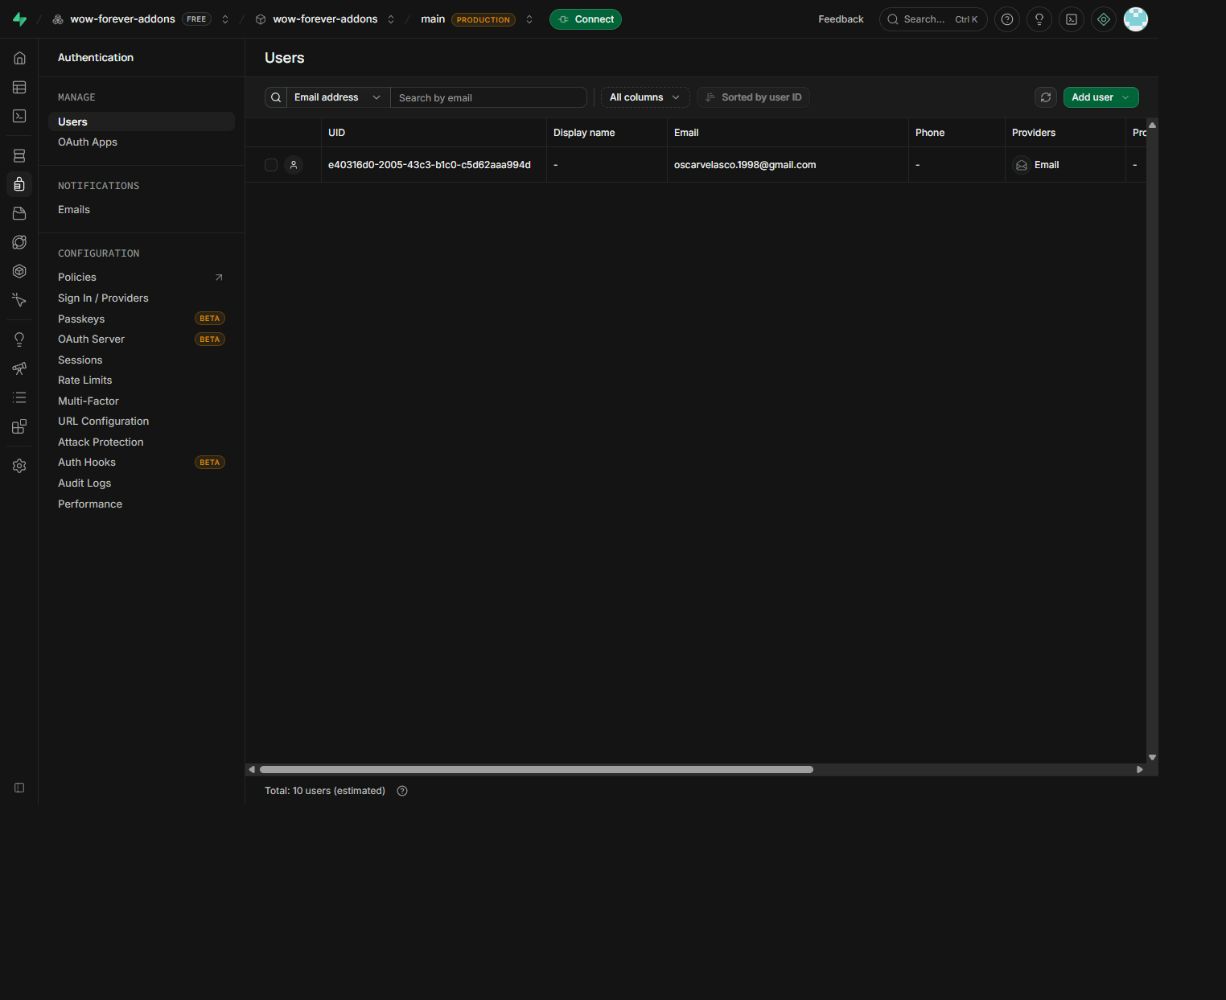 wow-forever-addons FREE / wow-forever-addons / main PRODUCTION Connect Feedback Search... Ctrl K
Authentication
Users
MANAGE
Users
OAuth Apps
NOTIFICATIONS
Emails
CONFIGURATION
Policies
Sign In / Providers
Passkeys BETA
OAuth Server BETA
Sessions
Rate Limits
Multi-Factor
URL Configuration
Attack Protection
Auth Hooks BETA
Audit Logs
Performance
Email address Search by email All columns Sorted by user ID Add user
UID Display name Email Phone Providers Pro
e40316d0-2005-43c3-b1c0-c5d62aaa994d - oscarvelasco.1998@gmail.com - Email -
Total: 10 users (estimated)